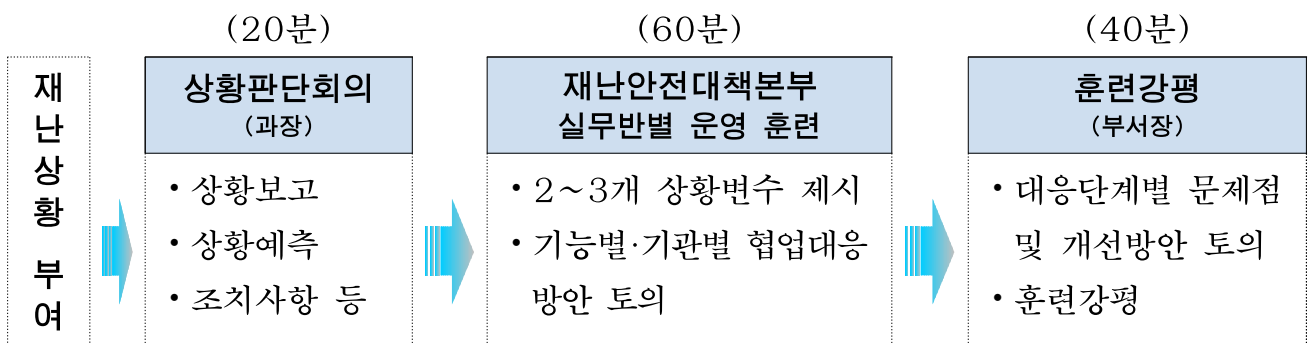 재난상황 부여
(20분)
상황판단회의
(과장)
• 상황보고
• 상황예측
• 조치사항 등
(60분)
재난안전대책본부
실무반별 운영 훈련
• 2~3개 상황변수 제시
• 기능별·기관별 협업대응
방안 토의
(40분)
훈련강평
(부서장)
• 대응단계별 문제점
및 개선방안 토의
• 훈련강평